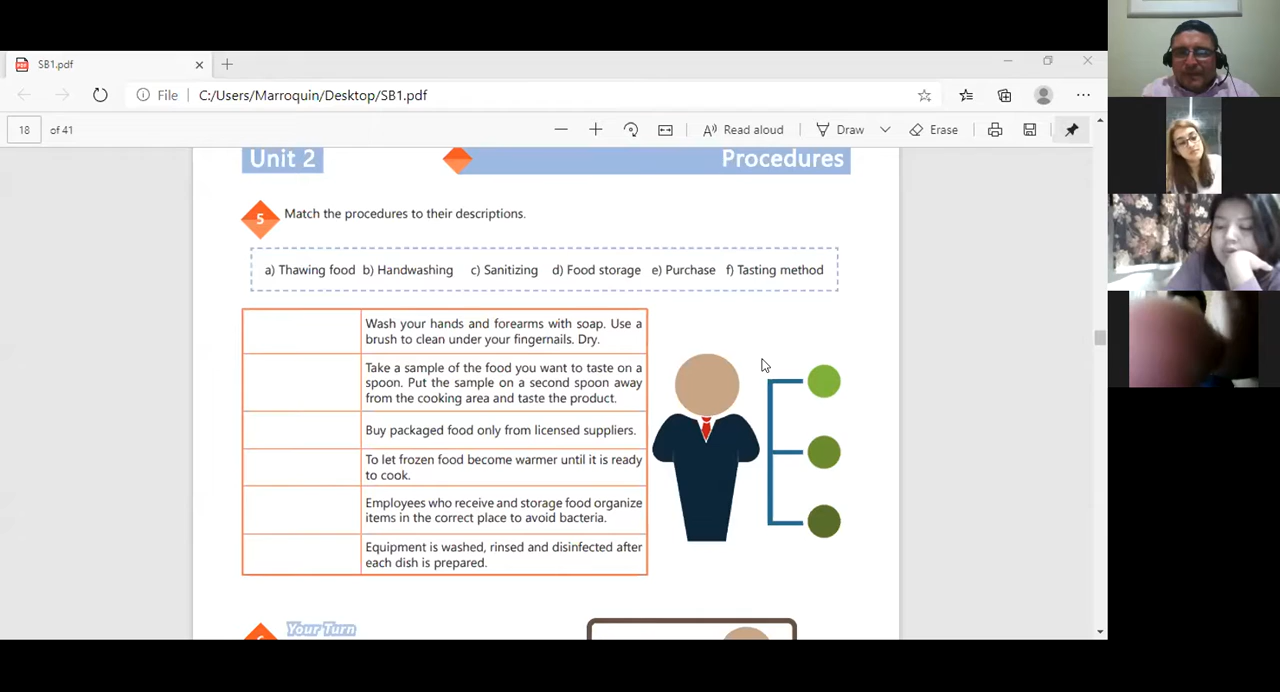 SB1.pdf
File
C:/Users/Marroquin/Desktop/SB1.pdf
18 of 41
Read aloud
Draw
Erase
Unit 2
Procedures
5 Match the procedures to their descriptions.
a) Thawing food b) Handwashing c) Sanitizing d) Food storage e) Purchase f) Tasting method
Wash your hands and forearms with soap. Use a
brush to clean under your fingernails. Dry.
Take a sample of the food you want to taste on a
spoon. Put the sample on a second spoon away
from the cooking area and taste the product.
Buy packaged food only from licensed suppliers.
To let frozen food become warmer until it is ready
to cook.
Employees who receive and storage food organize
items in the correct place to avoid bacteria.
Equipment is washed, rinsed and disinfected after
each dish is prepared.
Your Turn